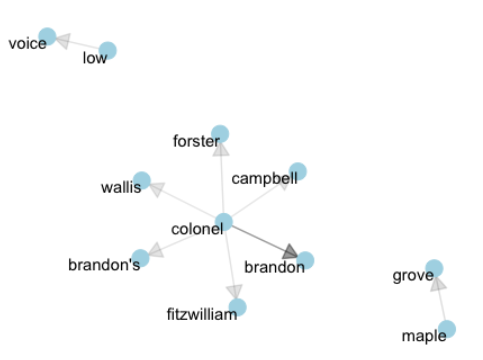 voice
low
forster
campbell
wallis
colonel
brandon's
brandon
grove
fitzwilliam
maple